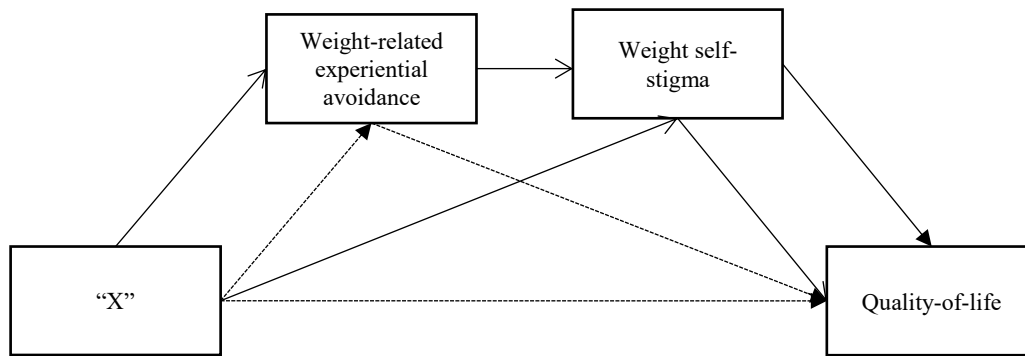 Weight-related
experiential
avoidance
Weight self-
stigma
“X”
Quality-of-life